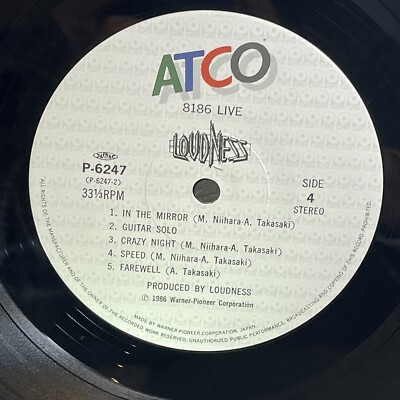 ATCO
8186 LIVE
LOUDNESS
P-6247
(P-6247-2)
33⅓RPM
SIDE
4
STEREO
1. IN THE MIRROR (M. Niihara-A. Takasaki)
2. GUITAR SOLO
3. CRAZY NIGHT (M. Niihara-A. Takasaki)
4. SPEED (M. Niihara-A. Takasaki)
5. FAREWELL (A. Takasaki)
PRODUCED BY LOUDNESS
Ⓟ 1986 Warner-Pioneer Corporation
MADE BY WARNER-PIONEER CORPORATION, JAPAN.
ALL RIGHTS OF THE MANUFACTURER AND OF THE OWNER OF THE RECORDED WORK RESERVED. UNAUTHORIZED PUBLIC PERFORMANCE, BROADCASTING AND COPYING OF THIS RECORD PROHIBITED.